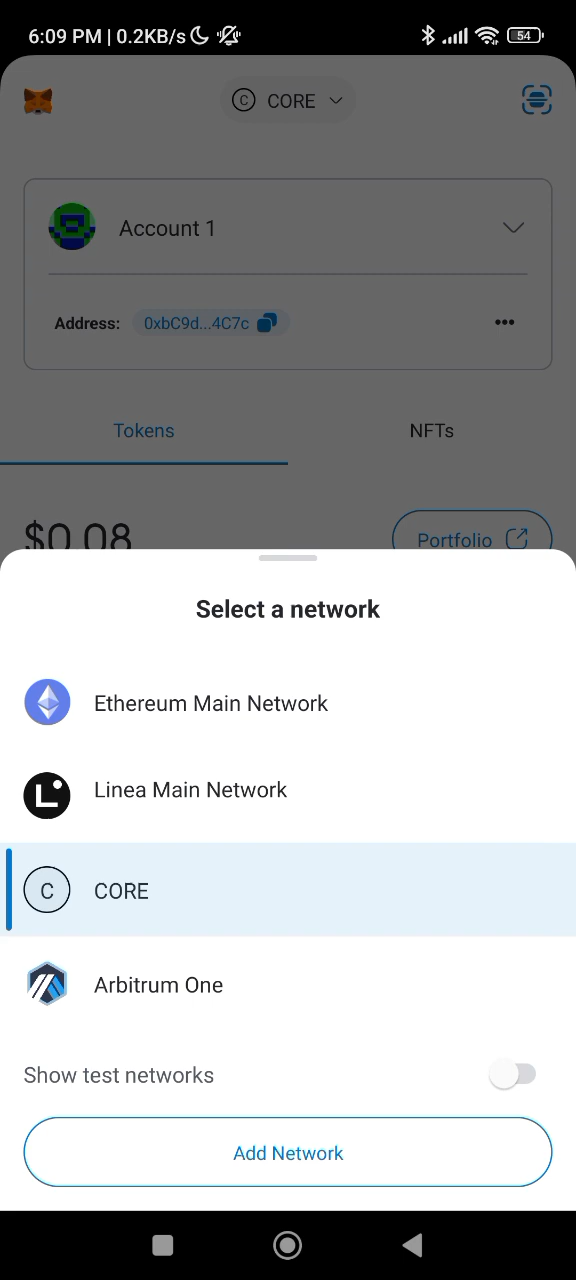 6:09 PM | 0.2KB/s 54
C CORE
Account 1
Address: 0xbC9d...4C7c
Tokens NFTs
$0.08 Portfolio
Select a network
Ethereum Main Network
Linea Main Network
C CORE
Arbitrum One
Show test networks
Add Network